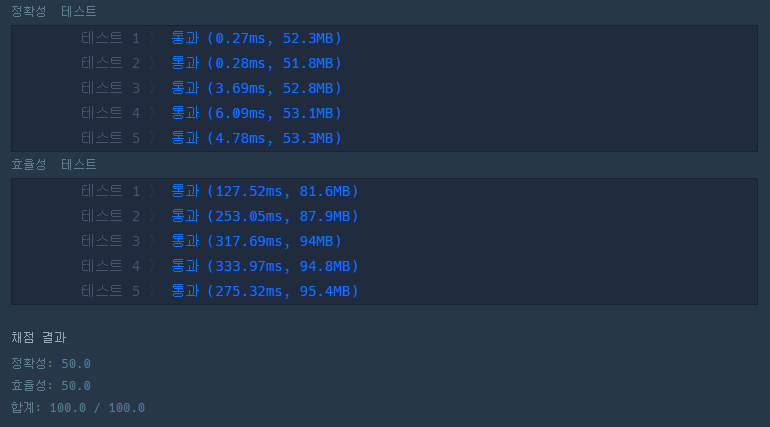 정확성 테스트
테스트 1 〉 통과 (0.27ms, 52.3MB)
테스트 2 〉 통과 (0.28ms, 51.8MB)
테스트 3 〉 통과 (3.69ms, 52.8MB)
테스트 4 〉 통과 (6.09ms, 53.1MB)
테스트 5 〉 통과 (4.78ms, 53.3MB)
효율성 테스트
테스트 1 〉 통과 (127.52ms, 81.6MB)
테스트 2 〉 통과 (253.05ms, 87.9MB)
테스트 3 〉 통과 (317.69ms, 94MB)
테스트 4 〉 통과 (333.97ms, 94.8MB)
테스트 5 〉 통과 (275.32ms, 95.4MB)
채점 결과
정확성: 50.0
효율성: 50.0
합계: 100.0 / 100.0